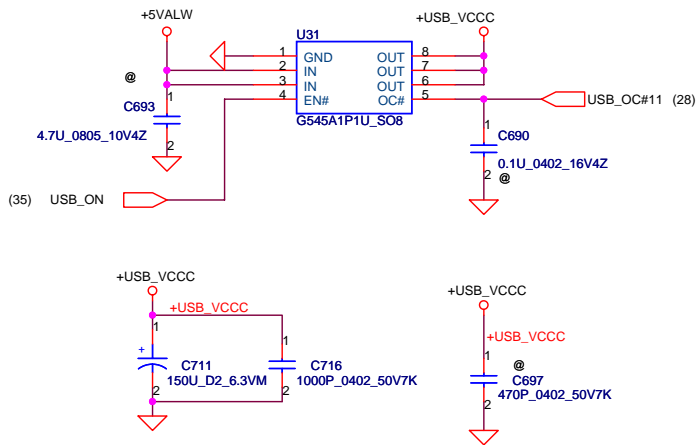 +5VALW
U31
+USB_VCCC
1 GND OUT 8
2 IN OUT 7
3 IN OUT 6
4 EN# OC# 5
G545A1P1U_SO8
@
1
C693
4.7U_0805_10V4Z
2
USB_OC#11 (28)
1
C690
0.1U_0402_16V4Z
2
@
(35) USB_ON
+USB_VCCC
+USB_VCCC
1
+
C711
150U_D2_6.3VM
2
1
C716
1000P_0402_50V7K
2
+USB_VCCC
+USB_VCCC
1
@
C697
470P_0402_50V7K
2